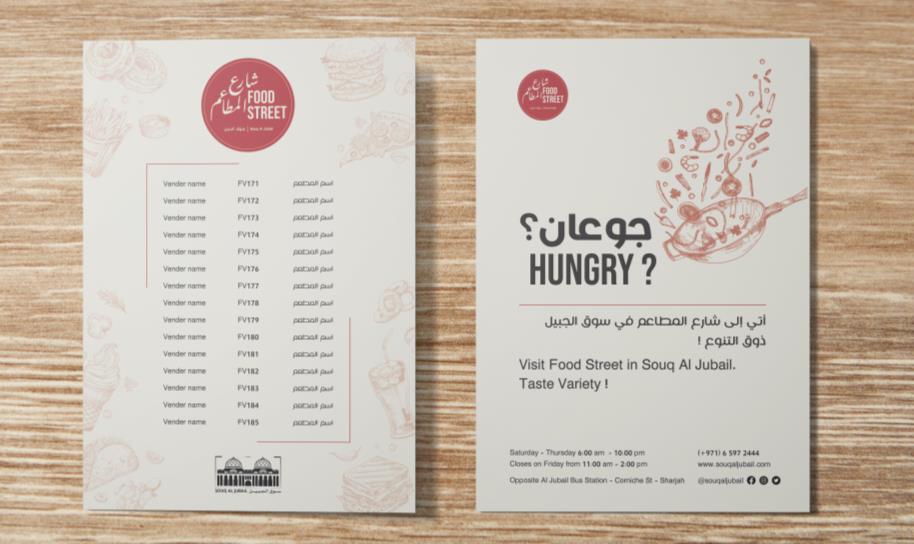 شارع المطاعم
FOOD STREET
سوق الجبيل | SOUQ AL JUBAIL
Vender name FV171 اسم المطعم
Vender name FV172 اسم المطعم
Vender name FV173 اسم المطعم
Vender name FV174 اسم المطعم
Vender name FV175 اسم المطعم
Vender name FV176 اسم المطعم
Vender name FV177 اسم المطعم
Vender name FV178 اسم المطعم
Vender name FV179 اسم المطعم
Vender name FV180 اسم المطعم
Vender name FV181 اسم المطعم
Vender name FV182 اسم المطعم
Vender name FV183 اسم المطعم
Vender name FV184 اسم المطعم
Vender name FV185 اسم المطعم
SOUQ AL JUBAIL سوق الجبيل
شارع المطاعم
FOOD STREET
جوعان؟
HUNGRY ?
أتي إلى شارع المطاعم في سوق الجبيل
ذوق التنوع !
Visit Food Street in Souq Al Jubail.
Taste Variety !
Saturday - Thursday 6:00 am - 10:00 pm
Closes on Friday from 11:00 am - 2:00 pm
Opposite Al Jubail Bus Station - Corniche St - Sharjah
(+971) 6 597 2444
www.souqaljubail.com
@souqaljubail